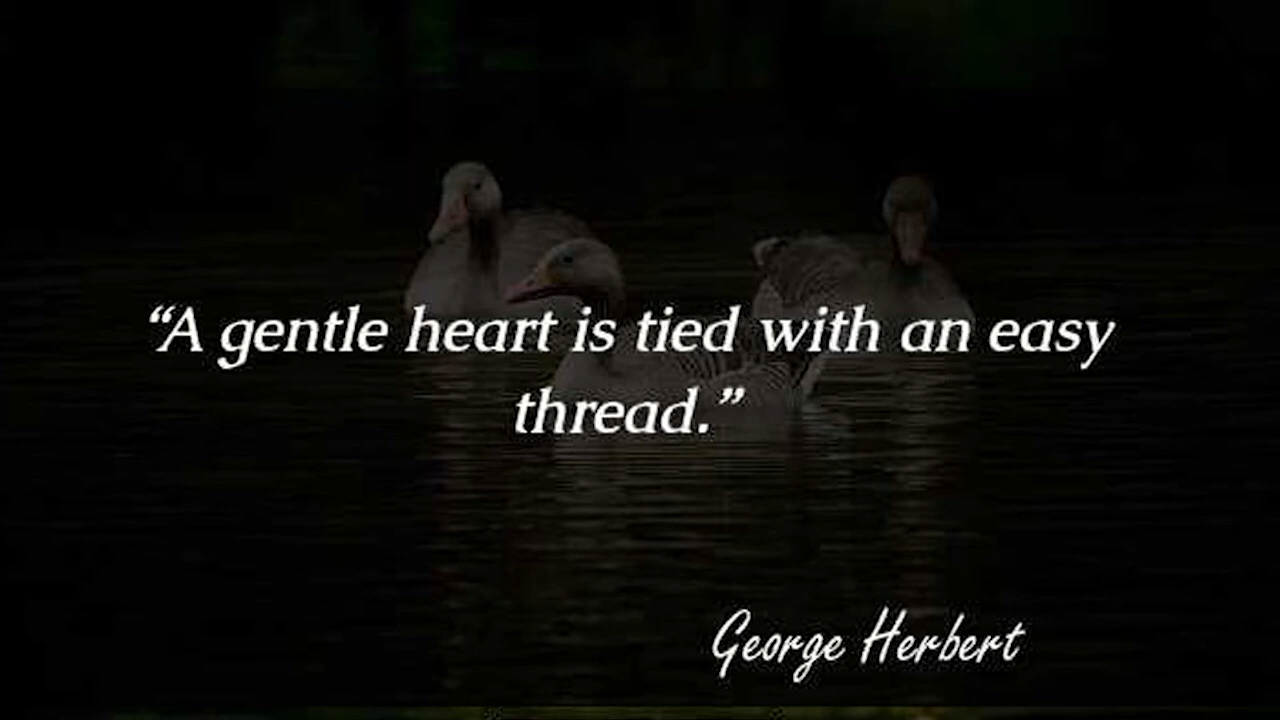 “A gentle heart is tied with an easy
thread.”
George Herbert